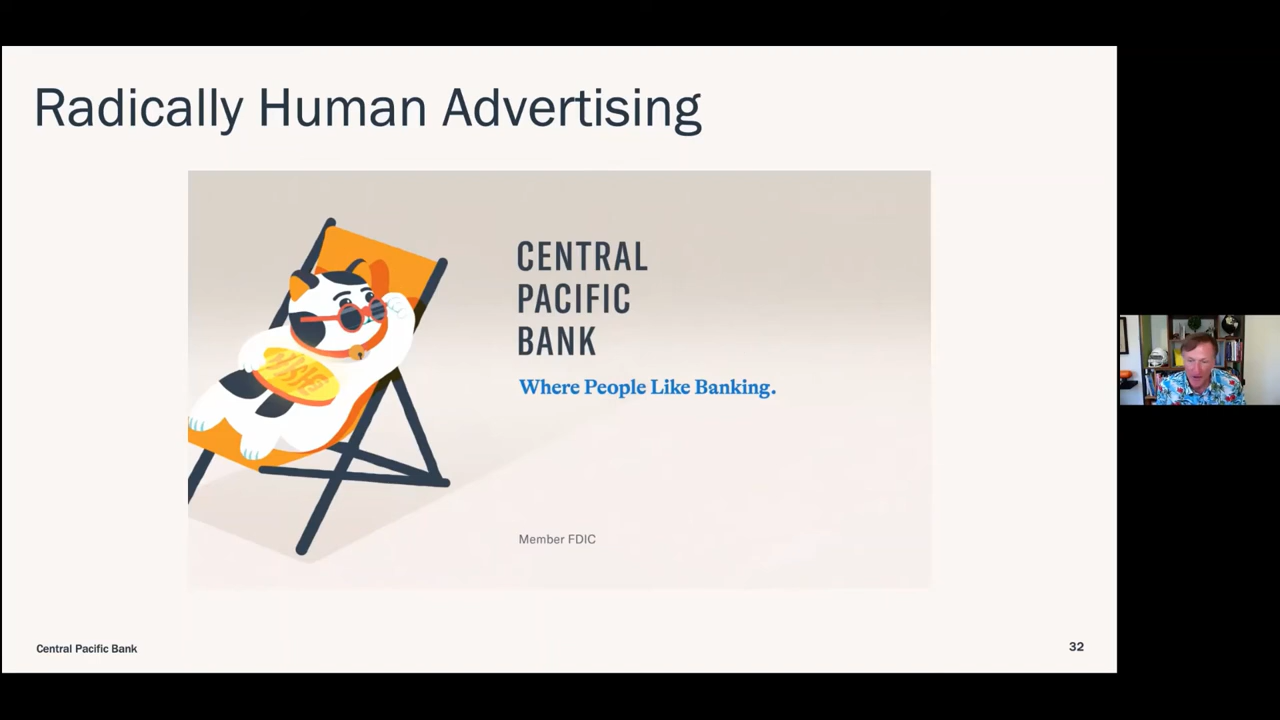 Radically Human Advertising
CENTRAL
PACIFIC
BANK
Where People Like Banking.
Member FDIC
Central Pacific Bank
32